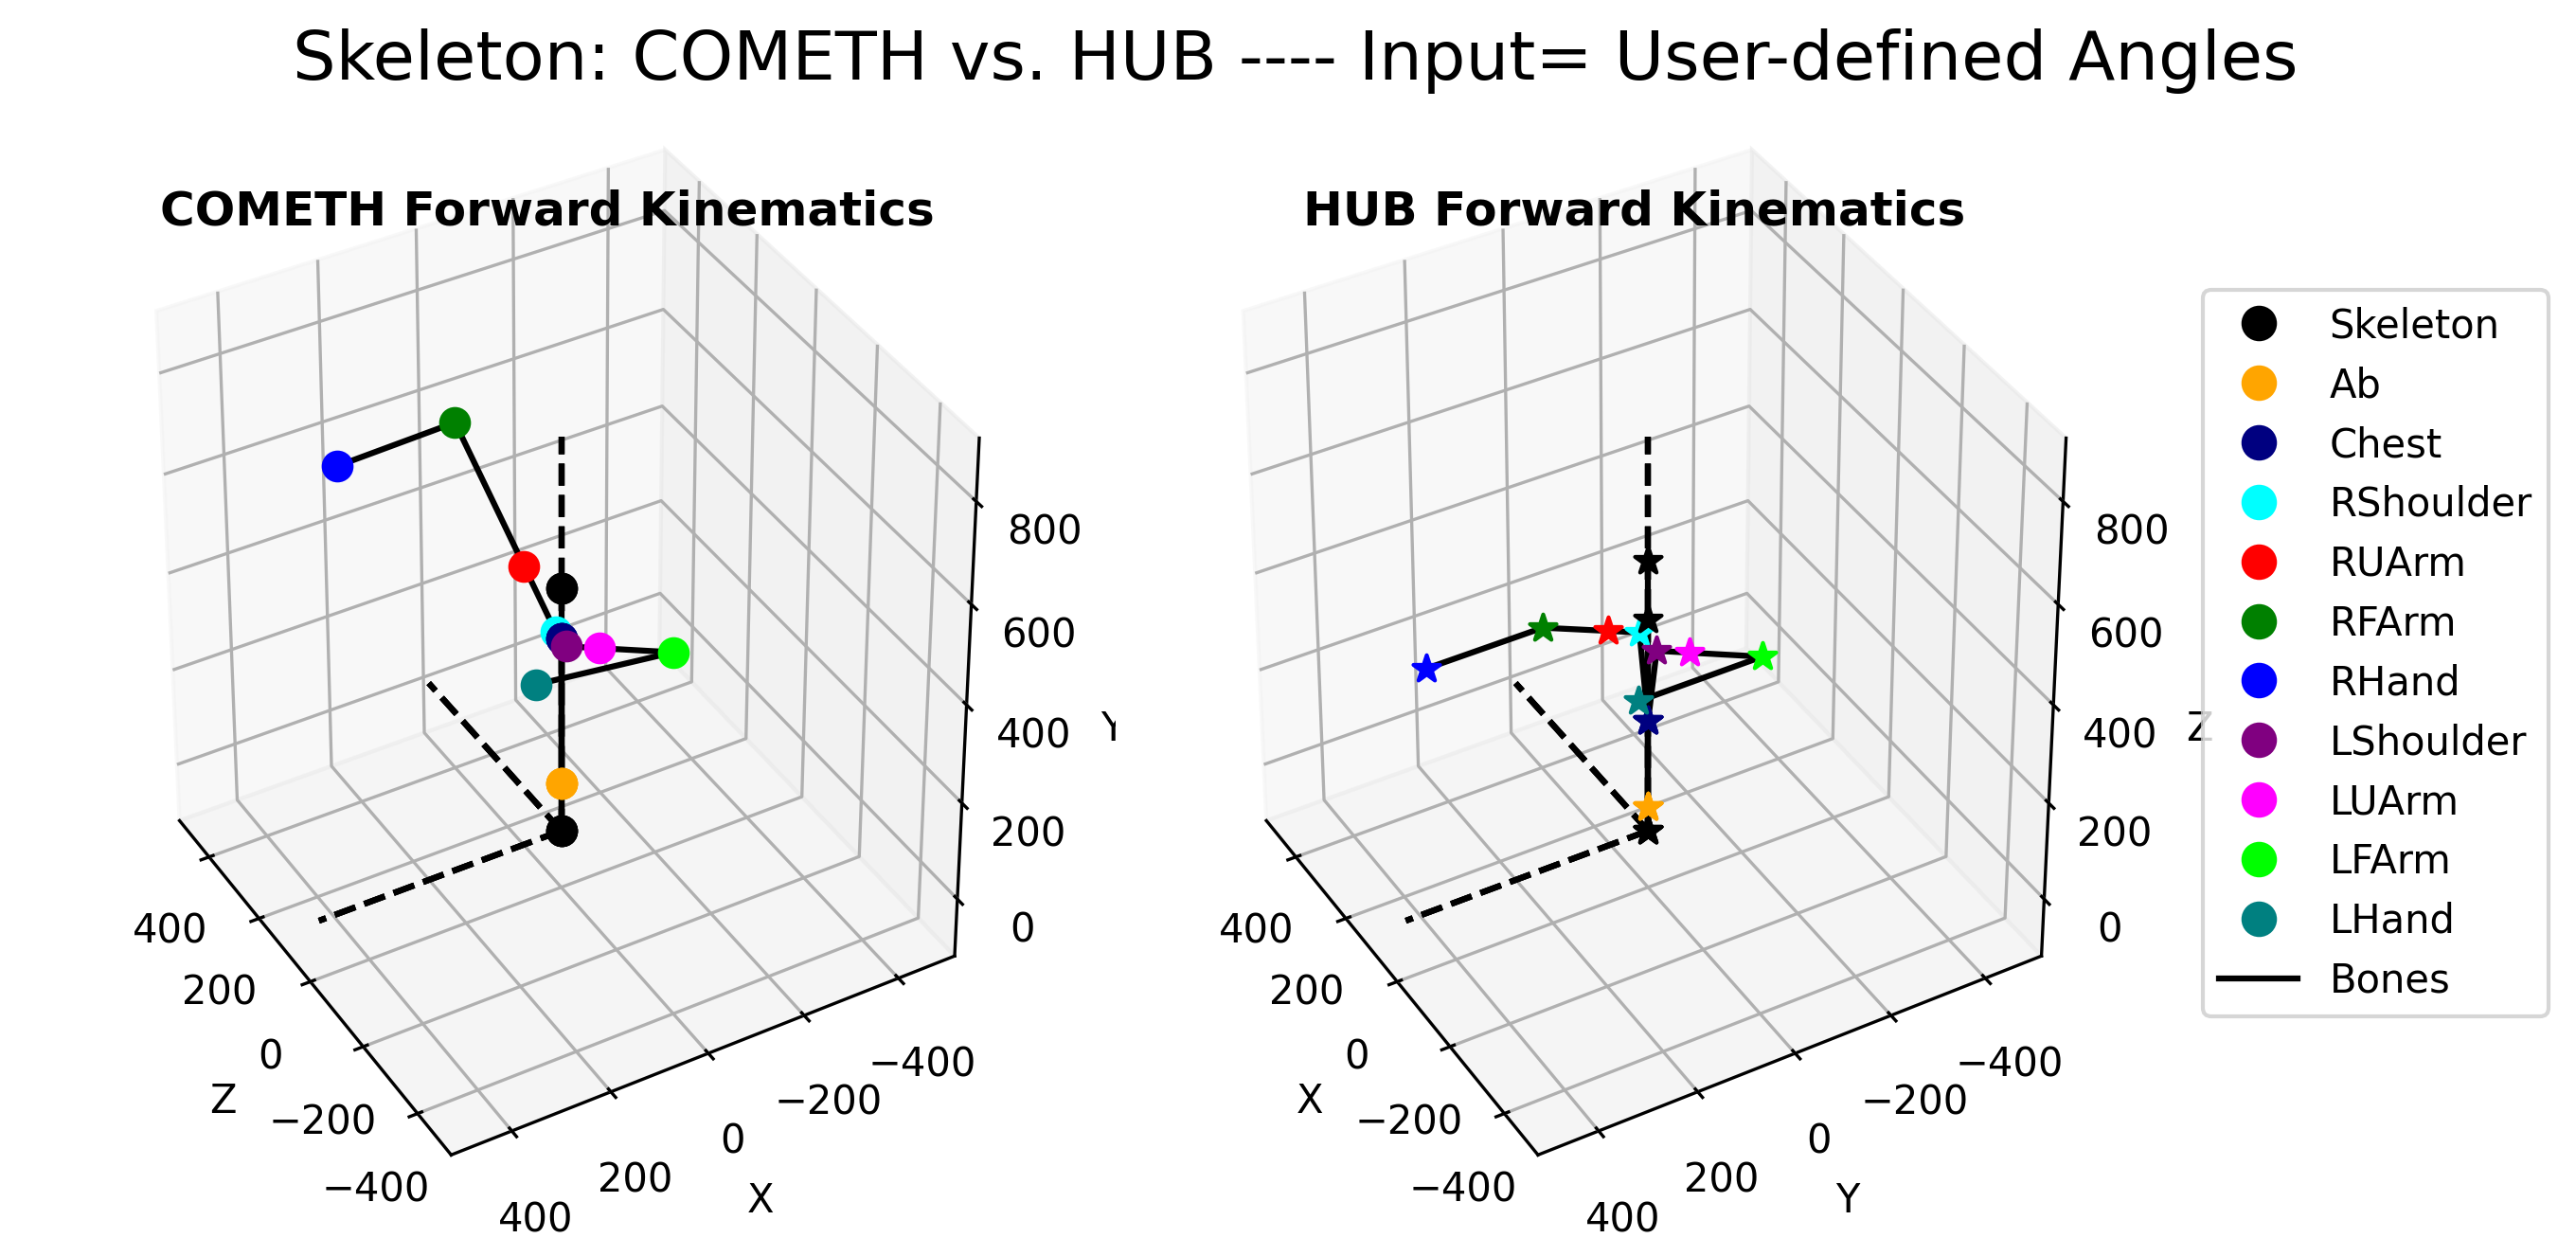 Skeleton: COMETH vs. HUB ---- Input= User-defined Angles
COMETH Forward Kinematics
800
600
400
200
0
Y
400
200
0
−200
−400
Z
400
200
0
−200
−400
X
HUB Forward Kinematics
800
600
400
200
0
Z
400
200
0
−200
−400
X
400
200
0
−200
−400
Y
Skeleton
Ab
Chest
RShoulder
RUArm
RFArm
RHand
LShoulder
LUArm
LFArm
LHand
Bones